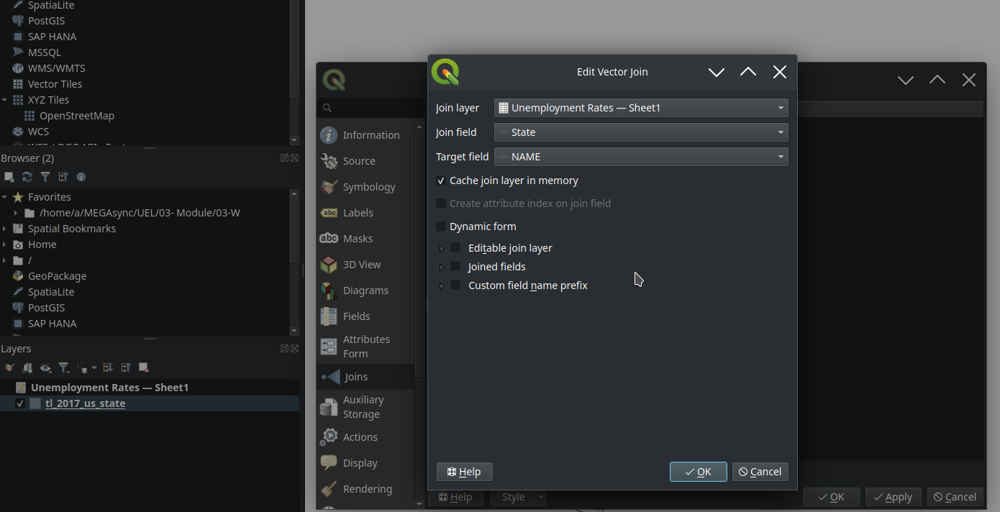 SpatiaLite
PostGIS
SAP HANA
MSSQL
WMS/WMTS
Vector Tiles
XYZ Tiles
OpenStreetMap
WCS
Browser (2)
Favorites
/home/a/MEGAsync/UEL/03- Module/03-W
Spatial Bookmarks
Home
/
GeoPackage
SpatiaLite
PostGIS
SAP HANA
Layers
Unemployment Rates — Sheet1
tl_2017_us_state
Information
Source
Symbology
abc Labels
abc Masks
3D View
Diagrams
Fields
Attributes
Form
Joins
Auxiliary
Storage
Actions
Display
Rendering
Edit Vector Join
Join layer Unemployment Rates — Sheet1
Join field abc State
Target field abc NAME
Cache join layer in memory
Create attribute index on join field
Dynamic form
Editable join layer
Joined fields
Custom field name prefix
Help OK Cancel
Help Style OK Apply Cancel